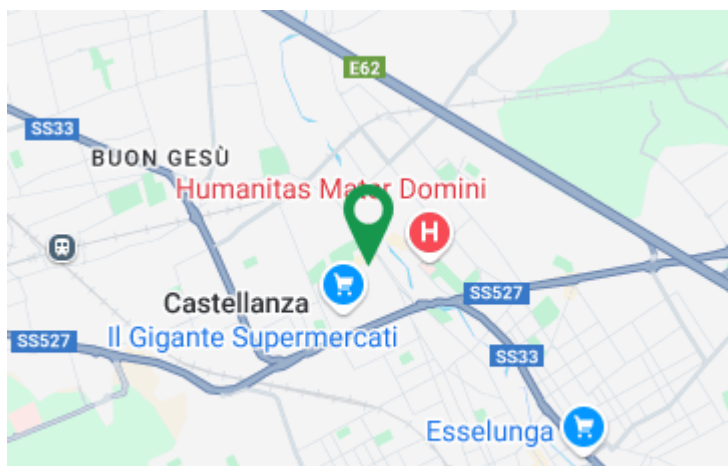 E62
SS33
BUON GESÙ
Humanitas Mater Domini
H
SS527
Castellanza
Il Gigante Supermercati
SS527
SS33
Esselunga